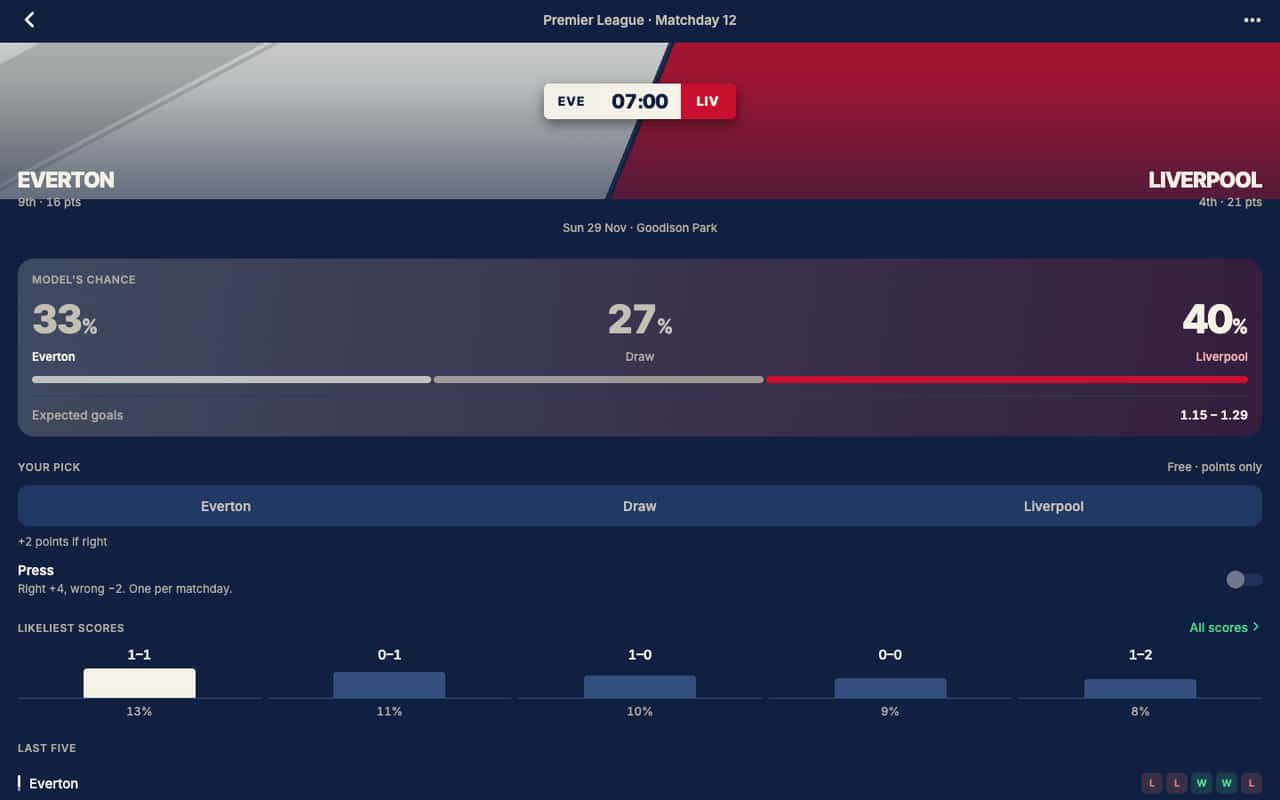 Premier League · Matchday 12
EVE 07:00 LIV
EVERTON
9th · 16 pts
LIVERPOOL
4th · 21 pts
Sun 29 Nov · Goodison Park
MODEL'S CHANCE
33% 27% 40%
Everton Draw Liverpool
Expected goals 1.15 – 1.29
YOUR PICK Free · points only
Everton Draw Liverpool
+2 points if right
Press
Right +4, wrong −2. One per matchday.
LIKELIEST SCORES All scores
1–1 0–1 1–0 0–0 1–2
13% 11% 10% 9% 8%
LAST FIVE
Everton L L W W L